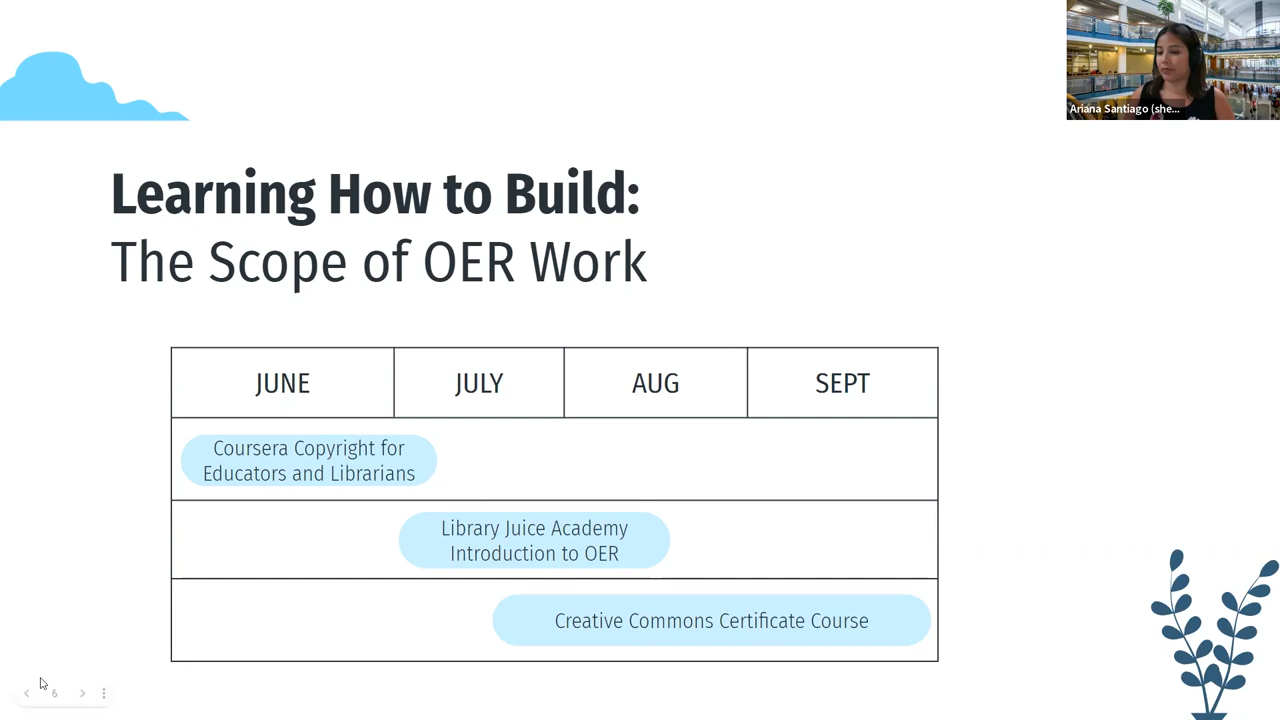 Ariana Santiago (she...
Learning How to Build:
The Scope of OER Work
JUNE JULY AUG SEPT
Coursera Copyright for
Educators and Librarians
Library Juice Academy
Introduction to OER
Creative Commons Certificate Course
6